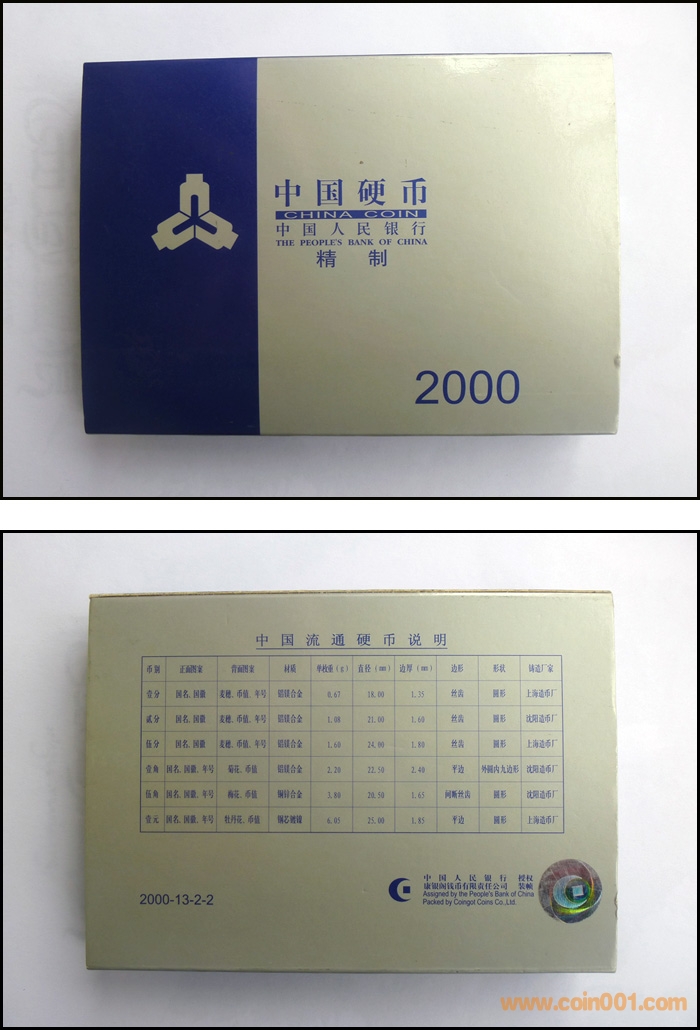 中国硬币
CHINA COIN
中国人民银行
THE PEOPLE'S BANK OF CHINA
精 制
2000
中国流通硬币说明
币别 正面图案 背面图案 材质 单枚重(g) 直径(mm) 边厚(mm) 边形 形状 铸造厂家
壹分 国名、国徽 麦穗、币值、年号 铝镁合金 0.67 18.00 1.35 丝齿 圆形 上海造币厂
贰分 国名、国徽 麦穗、币值、年号 铝镁合金 1.08 21.00 1.60 丝齿 圆形 沈阳造币厂
伍分 国名、国徽 麦穗、币值、年号 铝镁合金 1.60 24.00 1.80 丝齿 圆形 上海造币厂
壹角 国名、国徽、年号 菊花、币值 铝镁合金 2.20 22.50 2.40 平边 外圆内九边形 沈阳造币厂
伍角 国名、国徽、年号 梅花、币值 铜锌合金 3.80 20.50 1.65 间断丝齿 圆形 沈阳造币厂
壹元 国名、国徽、年号 牡丹花、币值 钢芯镀镍 6.05 25.00 1.85 平边 圆形 上海造币厂
中国人民银行 授权
康银阁钱币有限责任公司 装帧
Assigned by the People's Bank of China
Packed by Coingot Coins Co.,Ltd.
2000-13-2-2
www.coin001.com